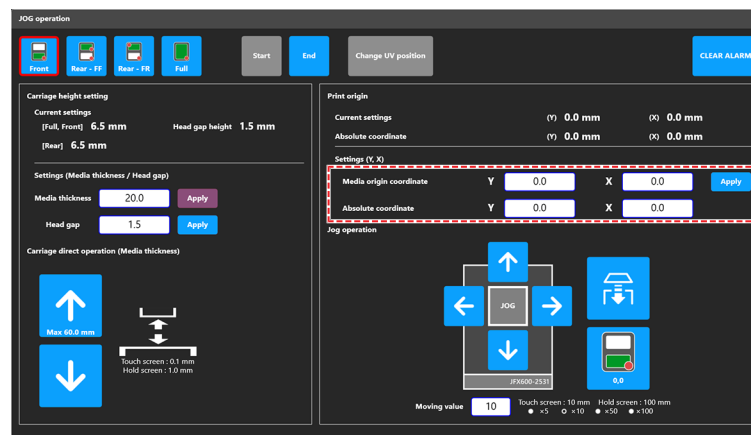 JOG operation
Front
Rear - FF
Rear - FR
Full
Start
End
Change UV position
CLEAR ALARM
Carriage height setting
Current settings
[Full, Front] 6.5 mm Head gap height 1.5 mm
[Rear] 6.5 mm
Settings (Media thickness / Head gap)
Media thickness 20.0 Apply
Head gap 1.5 Apply
Carriage direct operation (Media thickness)
Max 60.0 mm
Touch screen : 0.1 mm
Hold screen : 1.0 mm
Print origin
Current settings (Y) 0.0 mm (X) 0.0 mm
Absolute coordinate (Y) 0.0 mm (X) 0.0 mm
Settings (Y, X)
Media origin coordinate Y 0.0 X 0.0 Apply
Absolute coordinate Y 0.0 X 0.0
Jog operation
JOG
JFX600-2531
0,0
Moving value 10 Touch screen : 10 mm Hold screen : 100 mm
×5 ×10 ×50 ×100